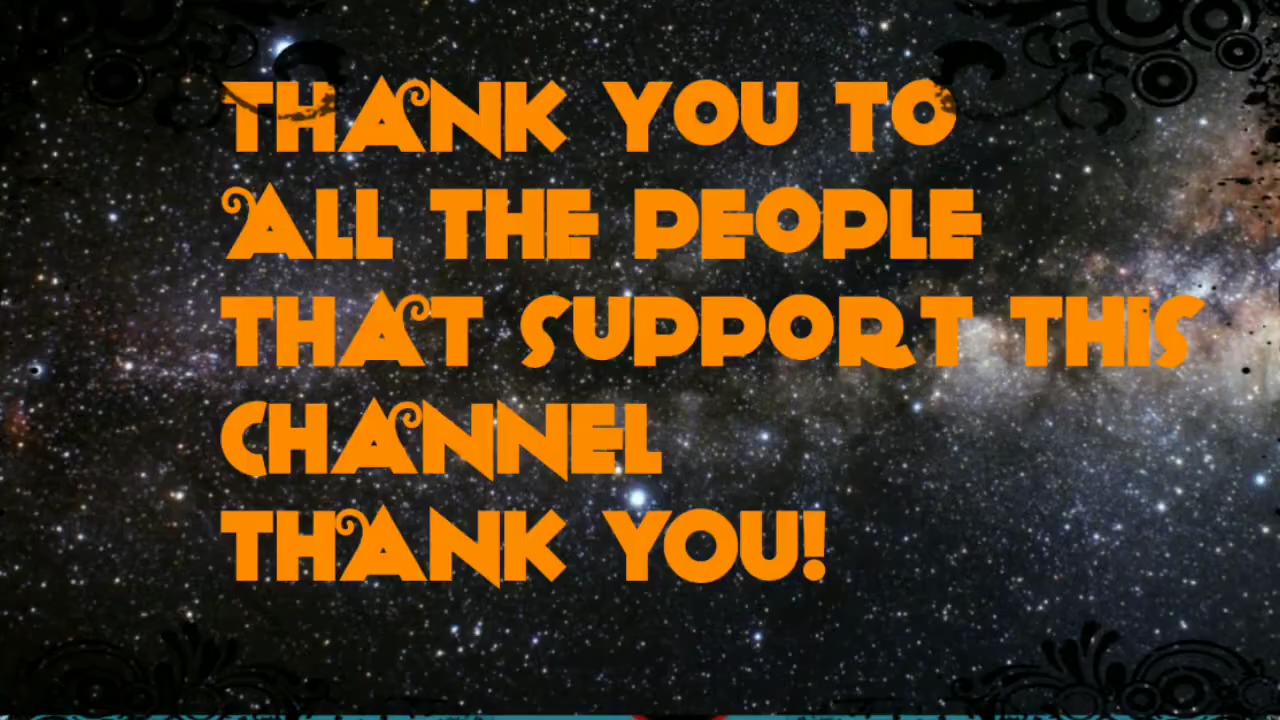 THANK YOU TO
ALL THE PEOPLE
THAT SUPPORT THIS
CHANNEL
THANK YOU!